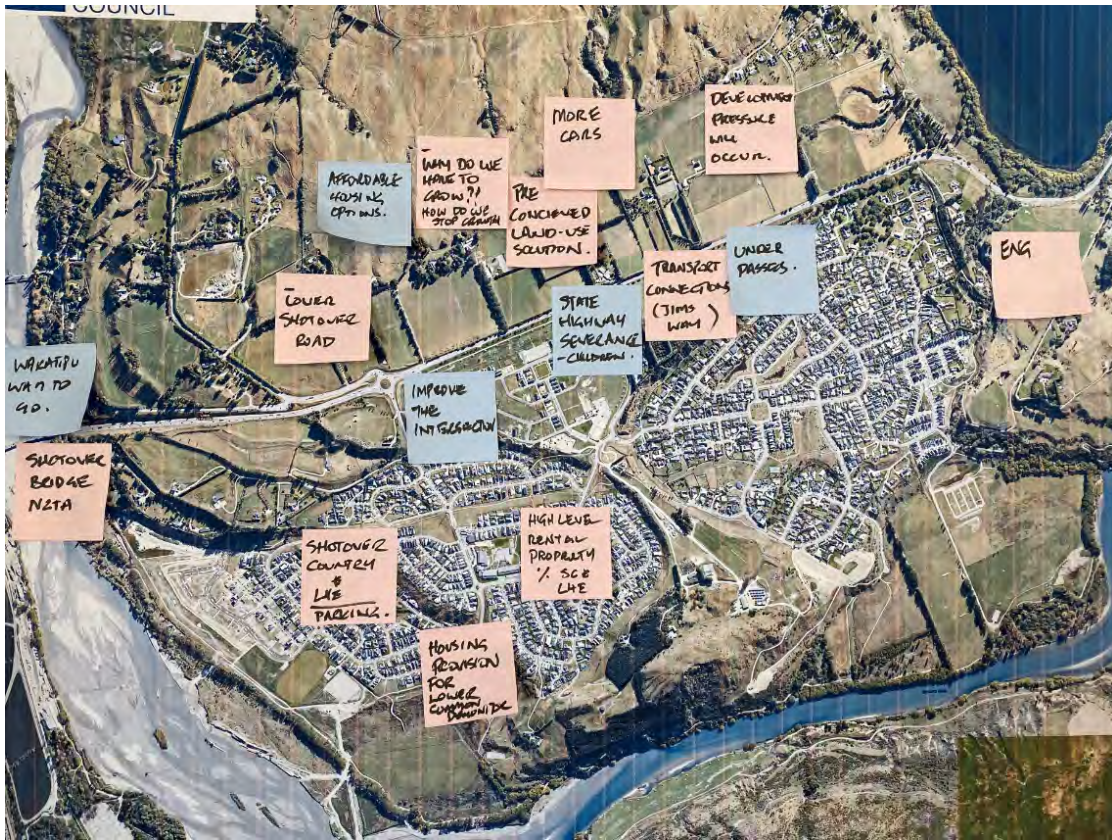 COUNCIL
MORE
CARS
DEVELOPMENT
PRESSURE
WILL
OCCUR.
AFFORDABLE
HOUSING
OPTIONS.
WHY DO WE
HAVE TO
GROW?!
HOW DO WE
STOP GROWTH
PRE
CONCIEVED
LAND-USE
SOLUTION.
TRANSPORT
CONNECTIONS
(JIMS
WAY)
UNDER
PASSES.
ENG
LOWER
SHOTOVER
ROAD
STATE
HIGHWAY
SEVERANCE
-CHILDREN.
WAKATIPU
WAY TO
GO.
IMPROVE
THE
INTERSECTION
SHOTOVER
BRIDGE
NZTA
SHOTOVER
COUNTRY
&
LHE
PARKING.
HIGH LEVEL
RENTAL
PROPERTY
% SC&
LHE
HOUSING
PROVISION
FOR
LOWER
COMMON